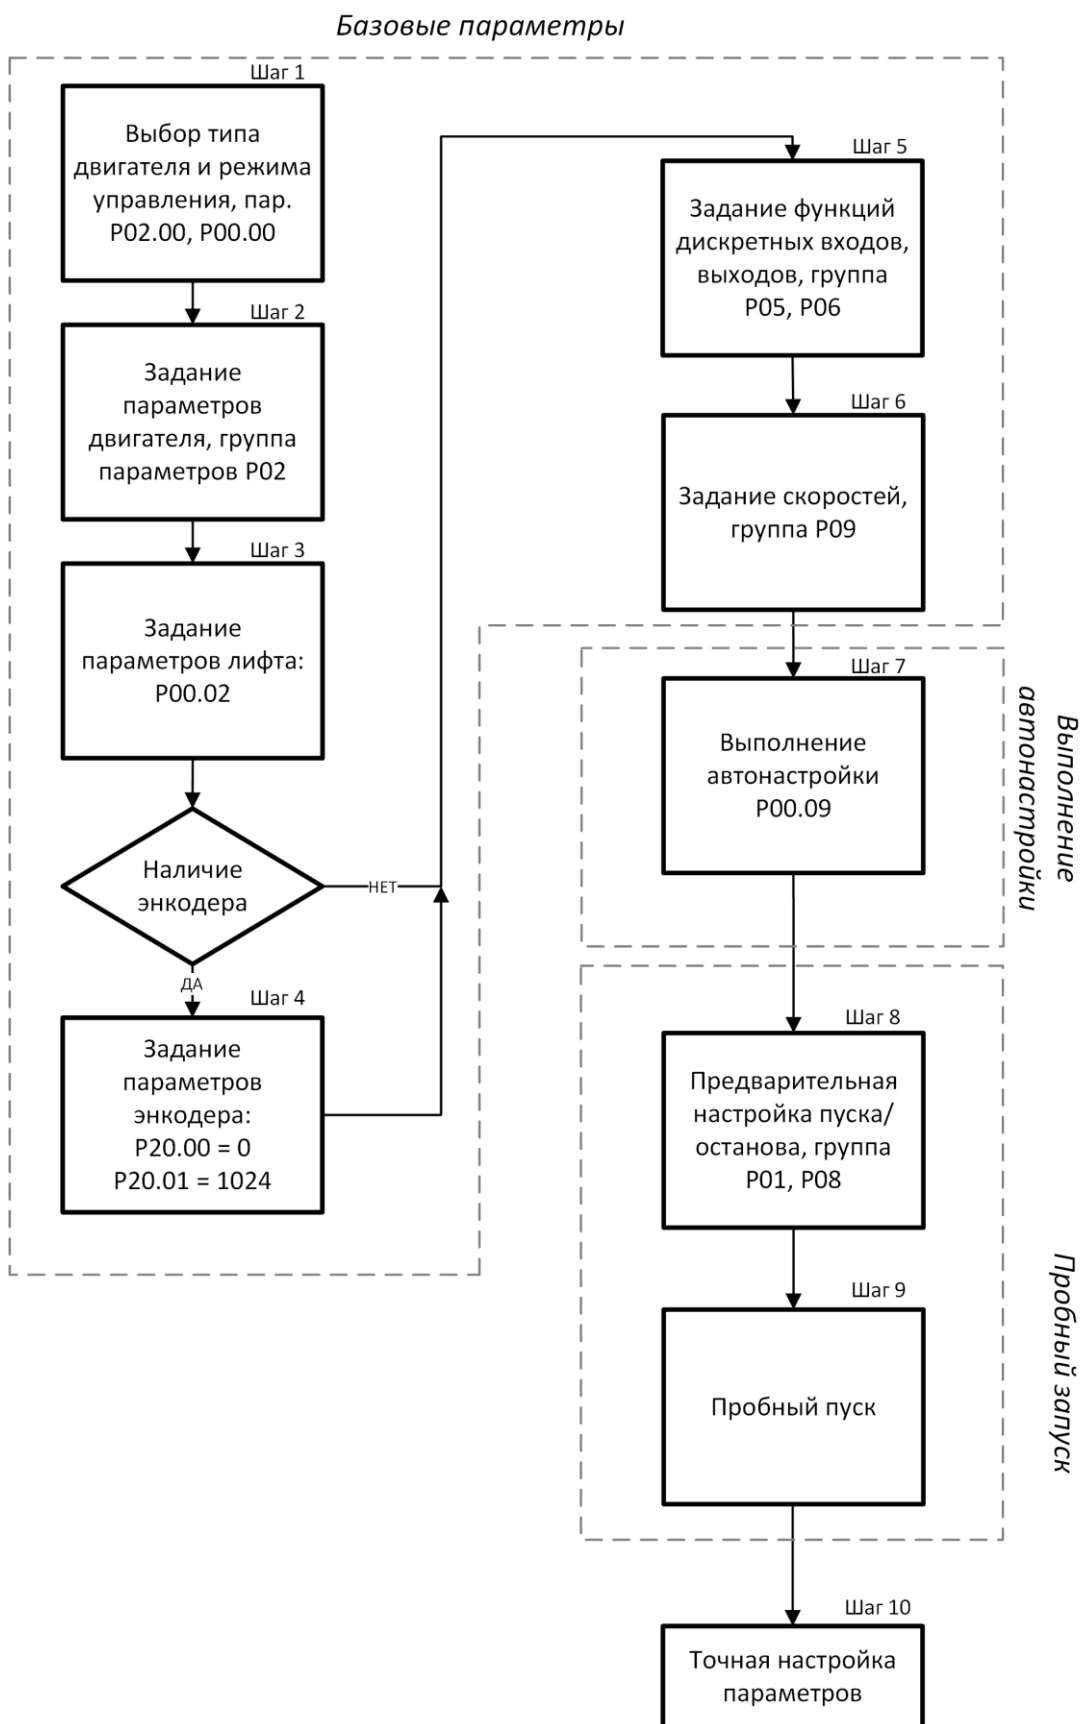 Базовые параметры
Шаг 1
Выбор типа
двигателя и режима
управления, пар.
P02.00, P00.00
Шаг 2
Задание
параметров
двигателя, группа
параметров P02
Шаг 3
Задание
параметров лифта:
P00.02
Наличие
энкодера
НЕТ
ДА
Шаг 4
Задание
параметров
энкодера:
P20.00 = 0
P20.01 = 1024
Шаг 5
Задание функций
дискретных входов,
выходов, группа
P05, P06
Шаг 6
Задание скоростей,
группа P09
Шаг 7
Выполнение
автонастройки
P00.09
Выполнение
автонастройки
Шаг 8
Предварительная
настройка пуска/
останова, группа
P01, P08
Шаг 9
Пробный пуск
Пробный запуск
Шаг 10
Точная настройка
параметров